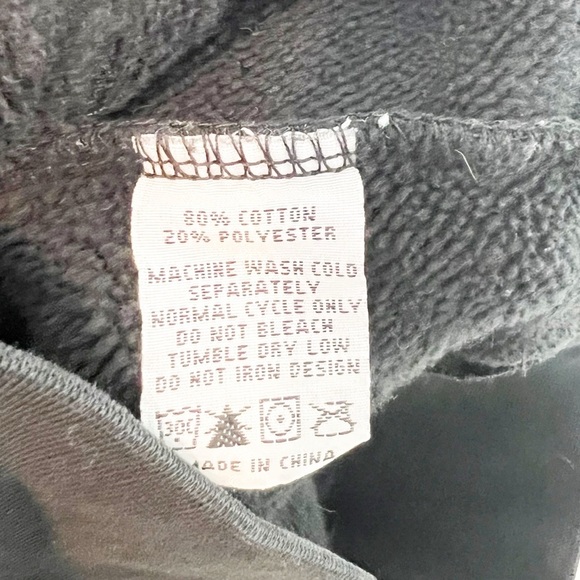 80% COTTON
20% POLYESTER
MACHINE WASH COLD
SEPARATELY
NORMAL CYCLE ONLY
DO NOT BLEACH
TUMBLE DRY LOW
DO NOT IRON DESIGN
30C
MADE IN CHINA